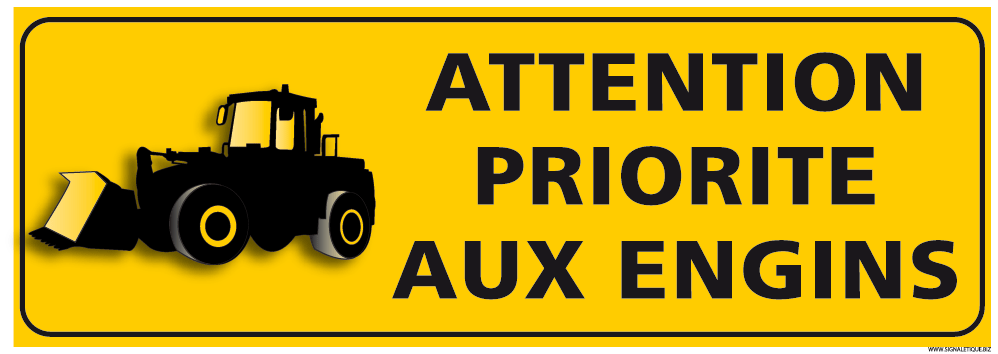 ATTENTION
PRIORITE
AUX ENGINS
WWW.SIGNALETIQUE.BIZ